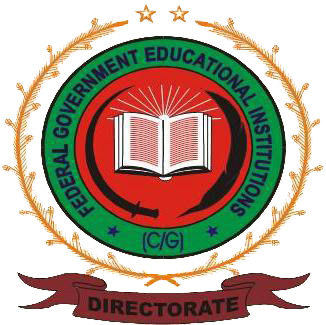 FEDERAL GOVERNMENT EDUCATIONAL INSTITUTIONS
(C/G)
DIRECTORATE